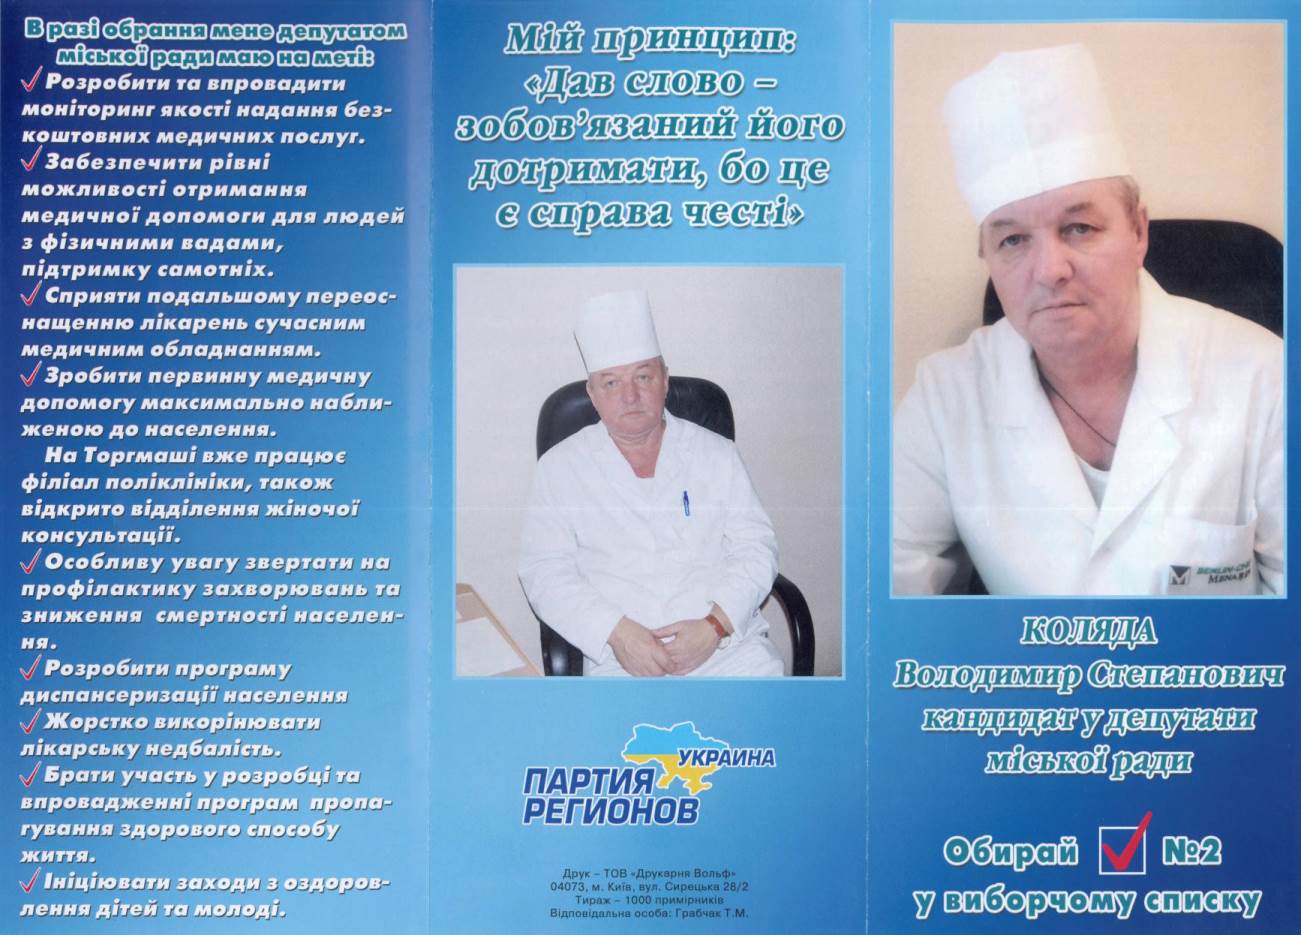 В разі обрання мене депутатом
міської ради маю на меті:
Розробити та впровадити
моніторинг якості надання без-
коштовних медичних послуг.
Забезпечити рівні
можливості отримання
медичної допомоги для людей
з фізичними вадами,
підтримку самотніх.
Сприяти подальшому переос-
нащенню лікарень сучасним
медичним обладнанням.
Зробити первинну медичну
допомогу максимально набли-
женою до населення.
На Торгмаші вже працює
філіал поліклініки, також
відкрито відділення жіночої
консультації.
Особливу увагу звертати на
профілактику захворювань та
зниження смертності населен-
ня.
Розробити програму
диспансеризації населення
Жорстко викорінювати
лікарську недбалість.
Брати участь у розробці та
впровадженні програм пропа-
гування здорового способу
життя.
Ініціювати заходи з оздоров-
лення дітей та молоді.
Мій принцип:
«Дав слово –
зобов’язаний його
дотримати, бо це
є справа честі»
УКРАИНА
ПАРТИЯ
РЕГИОНОВ
Друк – ТОВ «Друкарня Вольф»
04073, м. Київ, вул. Сирецька 28/2
Тираж – 1000 примірників
Відповідальна особа: Грабчак Т.М.
BERLIN-CHEMIE
MENARINI
КОЛЯДА
Володимир Степанович
кандидат у депутати
міської ради
Обирай №2
у виборчому списку